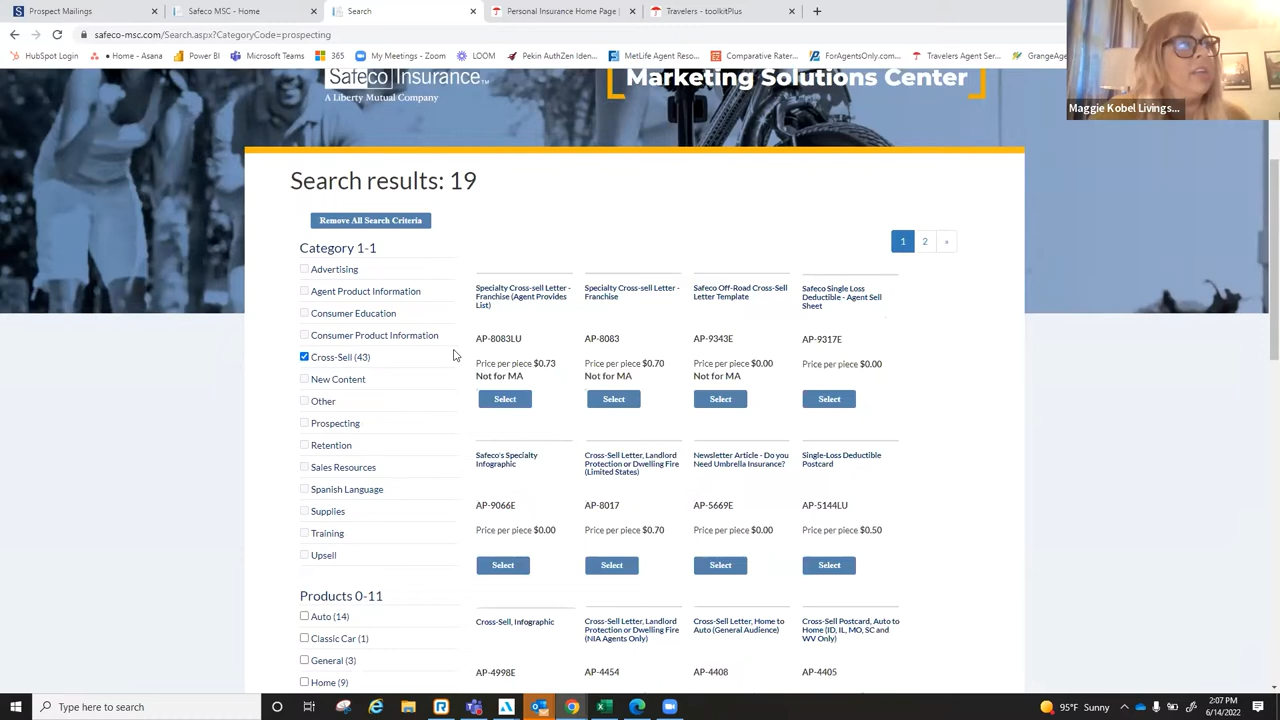 Prospect Mailings
Safeco MSC - Home
Search
Personal Insurance Home Page
Travelers - toolkitPlus
safeco-msc.com/Search.aspx?CategoryCode=prospecting
HubSpot Login
Home - Asana
Power BI
Microsoft Teams
365
My Meetings - Zoom
LOOM
Pekin AuthZen Iden...
MetLife Agent Reso...
Comparative Rater...
ForAgentsOnly.com...
Travelers Agent Ser...
GrangeAge
Maggie Kobel Livings...
Safeco Insurance™
A Liberty Mutual Company
Marketing Solutions Center
Search results: 19
Remove All Search Criteria
1 2 »
Category 1-1
Advertising
Agent Product Information
Consumer Education
Consumer Product Information
Cross-Sell (43)
New Content
Other
Prospecting
Retention
Sales Resources
Spanish Language
Supplies
Training
Upsell
Products 0-11
Auto (14)
Classic Car (1)
General (3)
Home (9)
Specialty Cross-sell Letter -
Franchise (Agent Provides
List)
AP-8083LU
Price per piece $0.73
Not for MA
Select
Specialty Cross-sell Letter -
Franchise
AP-8083
Price per piece $0.70
Not for MA
Select
Safeco Off-Road Cross-Sell
Letter Template
AP-9343E
Price per piece $0.00
Not for MA
Select
Safeco Single Loss
Deductible - Agent Sell
Sheet
AP-9317E
Price per piece $0.00
Select
Safeco's Specialty
Infographic
AP-9066E
Price per piece $0.00
Select
Cross-Sell Letter, Landlord
Protection or Dwelling Fire
(Limited States)
AP-8017
Price per piece $0.70
Select
Newsletter Article - Do you
Need Umbrella Insurance?
AP-5669E
Price per piece $0.00
Select
Single-Loss Deductible
Postcard
AP-5144LU
Price per piece $0.50
Select
Cross-Sell, Infographic
AP-4998E
Cross-Sell Letter, Landlord
Protection or Dwelling Fire
(NIA Agents Only)
AP-4454
Cross-Sell Letter, Home to
Auto (General Audience)
AP-4408
Cross-Sell Postcard, Auto to
Home (ID, IL, MO, SC and
WV Only)
AP-4405
Type here to search
95°F Sunny
2:07 PM
6/14/2022